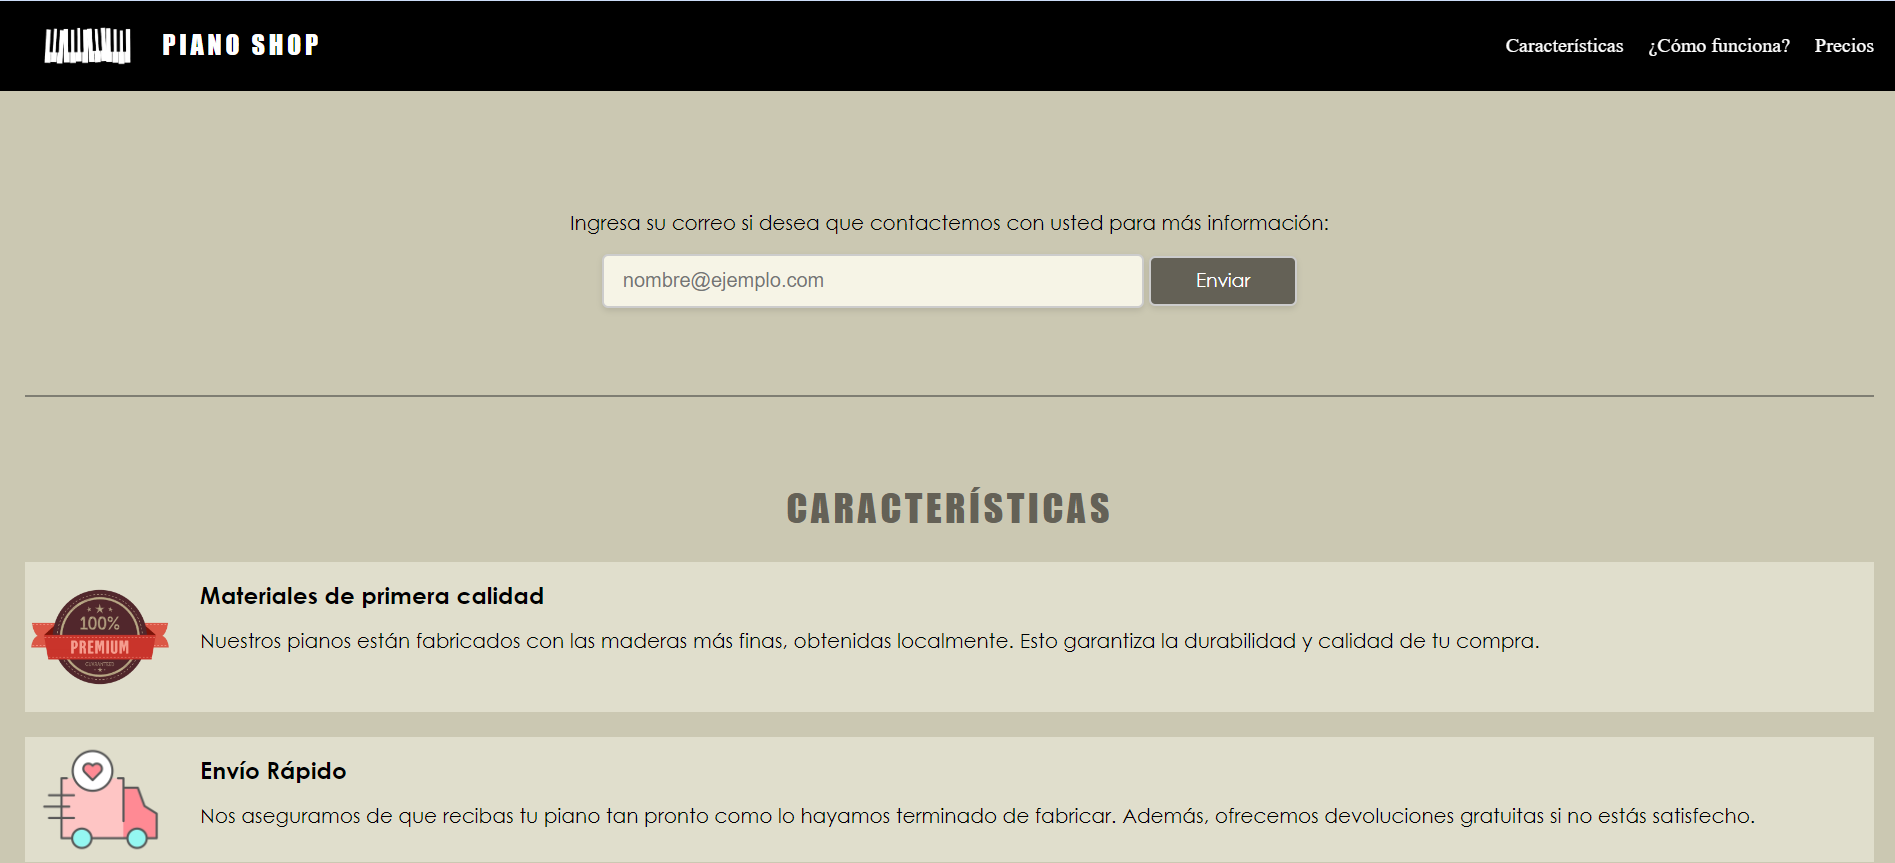 PIANO SHOP
Características ¿Cómo funciona? Precios
Ingresa su correo si desea que contactemos con usted para más información:
nombre@ejemplo.com Enviar
CARACTERÍSTICAS
100%
PREMIUM
Materiales de primera calidad
Nuestros pianos están fabricados con las maderas más finas, obtenidas localmente. Esto garantiza la durabilidad y calidad de tu compra.
Envío Rápido
Nos aseguramos de que recibas tu piano tan pronto como lo hayamos terminado de fabricar. Además, ofrecemos devoluciones gratuitas si no estás satisfecho.